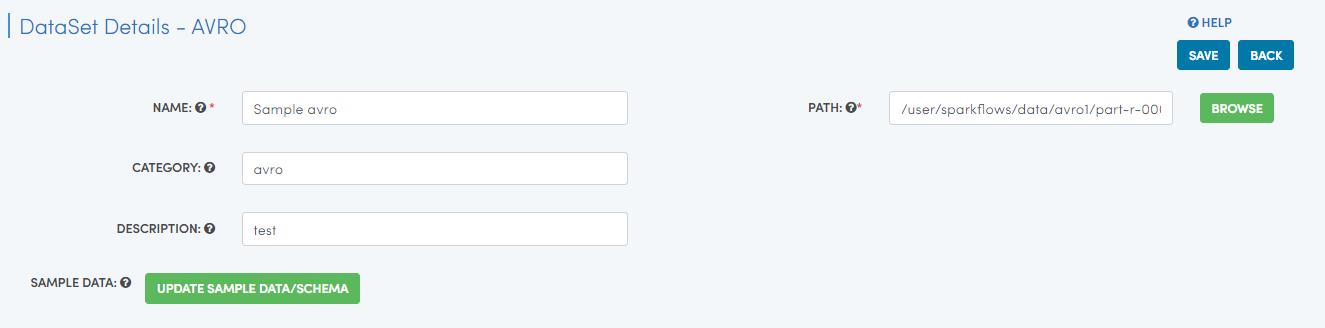 DataSet Details - AVRO
HELP
SAVE BACK
NAME: * Sample avro
PATH: * /user/sparkflows/data/avro1/part-r-00 BROWSE
CATEGORY: avro
DESCRIPTION: test
SAMPLE DATA: UPDATE SAMPLE DATA/SCHEMA